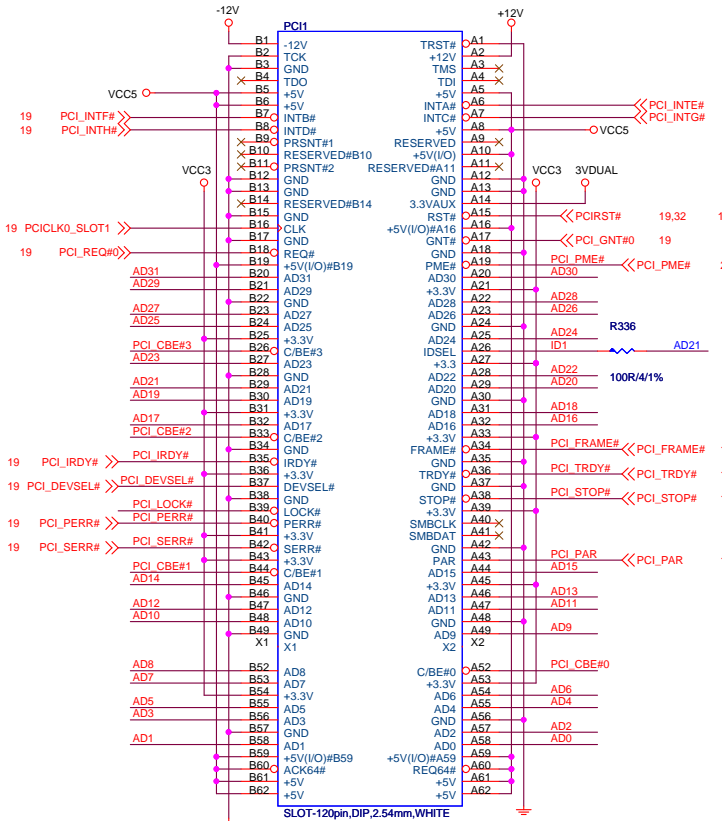 -12V +12V
PCI1
B1 -12V TRST# A1
B2 TCK +12V A2
B3 GND TMS A3
B4 TDO TDI A4
VCC5 B5 +5V +5V A5
B6 +5V INTA# A6 PCI_INTE#
19 PCI_INTF# B7 INTB# INTC# A7 PCI_INTG#
19 PCI_INTH# B8 INTD# +5V A8 VCC5
B9 PRSNT#1 RESERVED A9
B10 RESERVED#B10 +5V(I/O) A10
B11 PRSNT#2 RESERVED#A11 A11
VCC3 B12 GND GND A12 VCC3 3VDUAL
B13 GND GND A13
B14 RESERVED#B14 3.3VAUX A14
B15 GND RST# A15 PCIRST# 19,32 1
19 PCICLK0_SLOT1 B16 CLK +5V(I/O)#A16 A16
B17 GND GNT# A17 PCI_GNT#0 19
19 PCI_REQ#0 B18 REQ# GND A18
B19 +5V(I/O)#B19 PME# A19 PCI_PME# PCI_PME#
AD31 B20 AD31 AD30 A20 AD30
AD29 B21 AD29 +3.3V A21
B22 GND AD28 A22 AD28
AD27 B23 AD27 AD26 A23 AD26
AD25 B24 AD25 GND A24
B25 +3.3V AD24 A25 AD24 R336
PCI_CBE#3 B26 C/BE#3 IDSEL A26 ID1 AD21
AD23 B27 AD23 +3.3 A27
B28 GND AD22 A28 AD22 100R/4/1%
AD21 B29 AD21 AD20 A29 AD20
AD19 B30 AD19 GND A30
B31 +3.3V AD18 A31 AD18
AD17 B32 AD17 AD16 A32 AD16
PCI_CBE#2 B33 C/BE#2 +3.3V A33
B34 GND FRAME# A34 PCI_FRAME# PCI_FRAME#
19 PCI_IRDY# PCI_IRDY# B35 IRDY# GND A35
B36 +3.3V TRDY# A36 PCI_TRDY# PCI_TRDY#
19 PCI_DEVSEL# PCI_DEVSEL# B37 DEVSEL# GND A37
B38 GND STOP# A38 PCI_STOP# PCI_STOP#
PCI_LOCK# B39 LOCK# +3.3V A39
19 PCI_PERR# PCI_PERR# B40 PERR# SMBCLK A40
B41 +3.3V SMBDAT A41
19 PCI_SERR# PCI_SERR# B42 SERR# GND A42
B43 +3.3V PAR A43 PCI_PAR PCI_PAR
PCI_CBE#1 B44 C/BE#1 AD15 A44 AD15
AD14 B45 AD14 +3.3V A45
B46 GND AD13 A46 AD13
AD12 B47 AD12 AD11 A47 AD11
AD10 B48 AD10 GND A48
B49 GND AD9 A49 AD9
X1 X1 X2 X2
AD8 B52 AD8 C/BE#0 A52 PCI_CBE#0
AD7 B53 AD7 +3.3V A53
B54 +3.3V AD6 A54 AD6
AD5 B55 AD5 AD4 A55 AD4
AD3 B56 AD3 GND A56
B57 GND AD2 A57 AD2
AD1 B58 AD1 AD0 A58 AD0
B59 +5V(I/O)#B59 +5V(I/O)#A59 A59
B60 ACK64# REQ64# A60
B61 +5V +5V A61
B62 +5V +5V A62
SLOT-120pin,DIP,2.54mm,WHITE